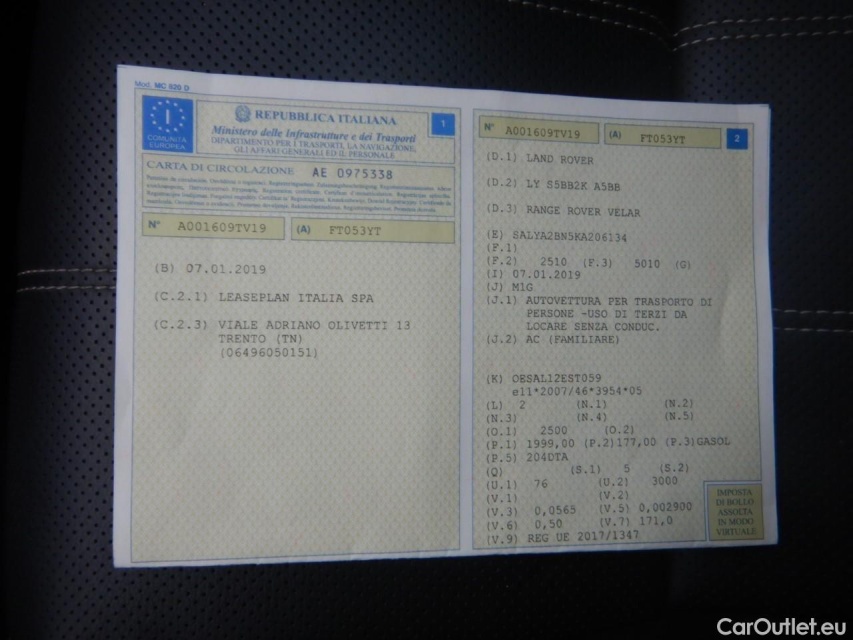 Mod. MC 820 D
I
COMUNITÀ
EUROPEA
REPUBBLICA ITALIANA
Ministero delle Infrastrutture e dei Trasporti
DIPARTIMENTO PER I TRASPORTI, LA NAVIGAZIONE,
GLI AFFARI GENERALI ED IL PERSONALE
1
CARTA DI CIRCOLAZIONE AE 0975338
N° A001609TV19 (A) FT053YT
(B) 07.01.2019
(C.2.1) LEASEPLAN ITALIA SPA
(C.2.3) VIALE ADRIANO OLIVETTI 13
TRENTO (TN)
(06496050151)
N° A001609TV19 (A) FT053YT 2
(D.1) LAND ROVER
(D.2) LY S5BB2K A5BB
(D.3) RANGE ROVER VELAR
(E) SALYA2BN5KA206134
(F.1)
(F.2) 2510 (F.3) 5010 (G)
(I) 07.01.2019
(J) M1G
(J.1) AUTOVETTURA PER TRASPORTO DI
PERSONE -USO DI TERZI DA
LOCARE SENZA CONDUC.
(J.2) AC (FAMILIARE)
(K) OESAL12EST059
e11*2007/46*3954*05
(L) 2 (N.1) (N.2)
(N.3) (N.4) (N.5)
(O.1) 2500 (O.2)
(P.1) 1999,00 (P.2)177,00 (P.3)GASOL
(P.5) 204DTA
(Q) (S.1) 5 (S.2)
(U.1) 76 (U.2) 3000
(V.1) (V.2)
(V.3) 0,0565 (V.5) 0,002900
(V.6) 0,50 (V.7) 171,0
(V.9) REG UE 2017/1347
IMPOSTA
DI BOLLO
ASSOLTA
IN MODO
VIRTUALE
CarOutlet.eu